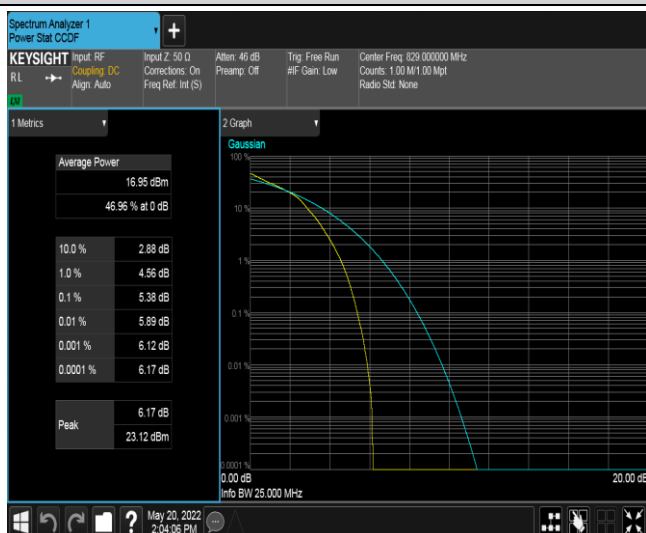 Spectrum Analyzer 1
Power Stat CCDF
KEYSIGHT
Input: RF
Coupling: DC
Align: Auto
Input Z: 50 Ω
Corrections: On
Freq Ref: Int (S)
Atten: 46 dB
Preamp: Off
Trig: Free Run
#IF Gain: Low
Center Freq: 829.000000 MHz
Counts: 1.00 M/1.00 Mpt
Radio Std: None
R L
1 Metrics
Average Power
16.95 dBm
46.96 % at 0 dB
10.0 % 2.88 dB
1.0 % 4.56 dB
0.1 % 5.38 dB
0.01 % 5.89 dB
0.001 % 6.12 dB
0.0001 % 6.17 dB
Peak
6.17 dB
23.12 dBm
2 Graph
Gaussian
100 %
10 %
1 %
0.1 %
0.01 %
0.001 %
0.0001 %
0.00 dB
20.00 dB
Info BW 25.000 MHz
?
May 20, 2022
2:04:06 PM